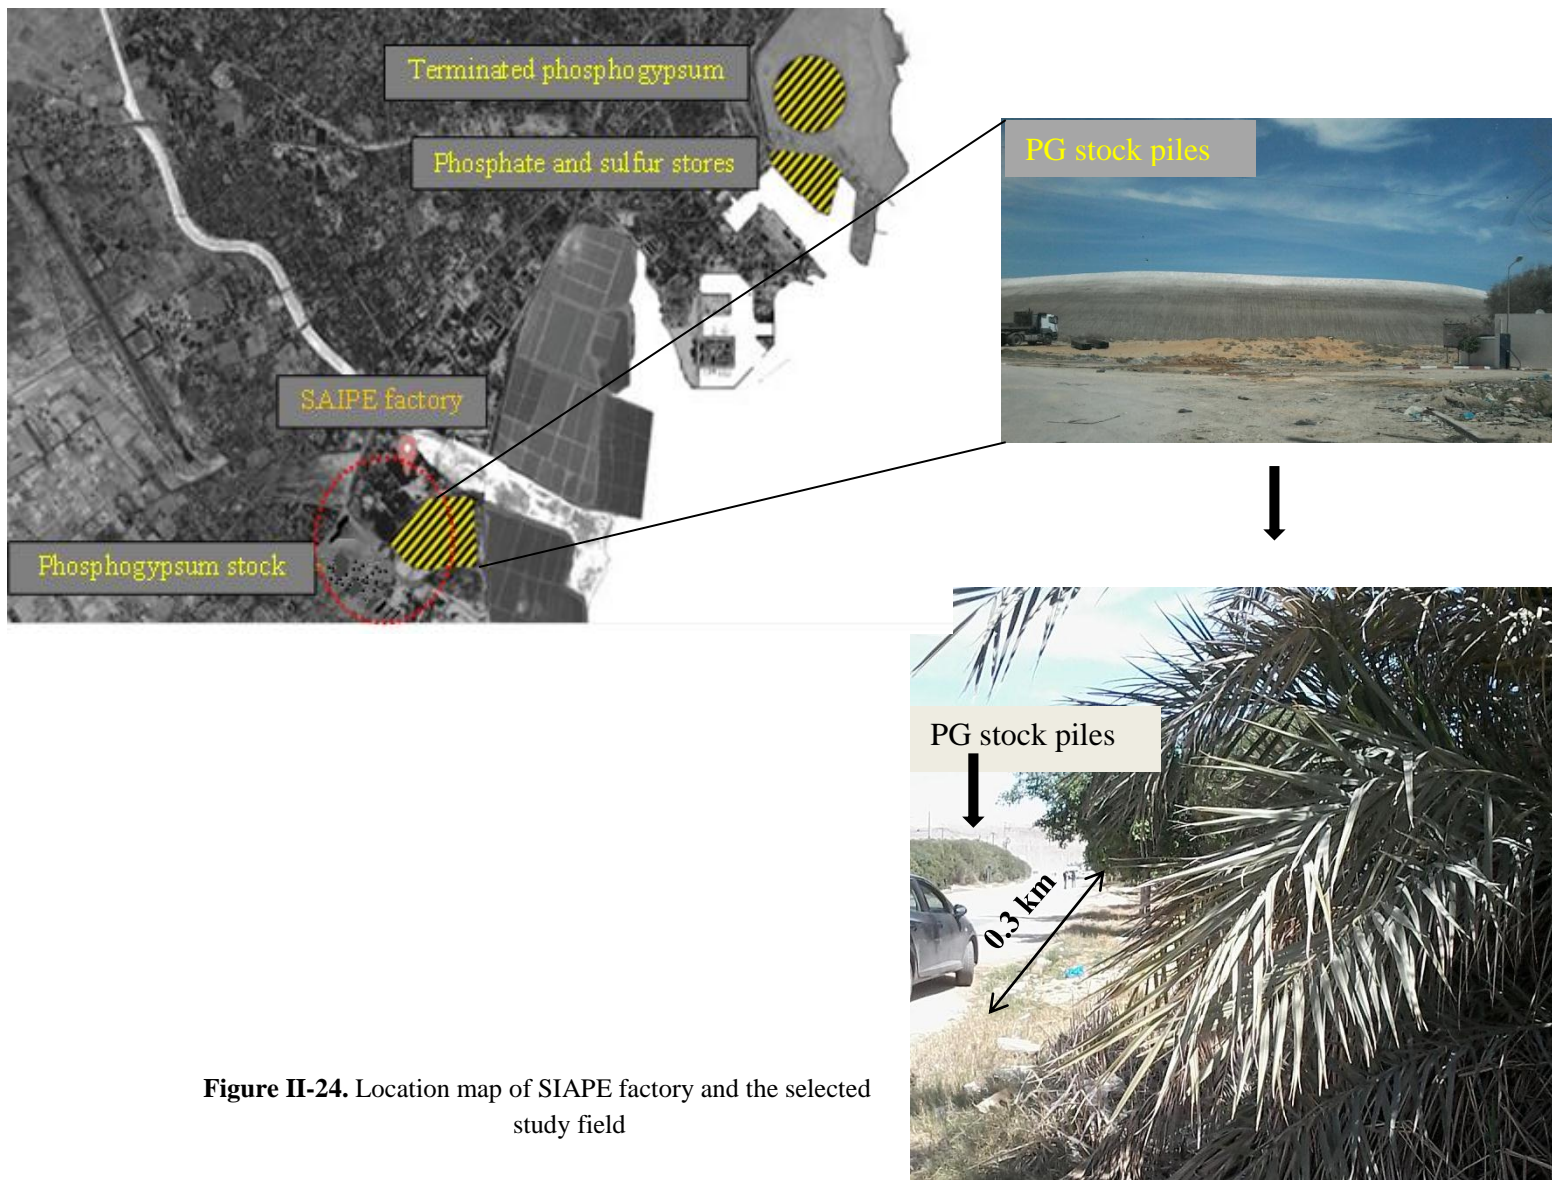 Terminated phosphogypsum
Phosphate and sulfur stores
SAIPE factory
Phosphogypsum stock
PG stock piles
PG stock piles
0.3 km
Figure II-24. Location map of SIAPE factory and the selected
study field